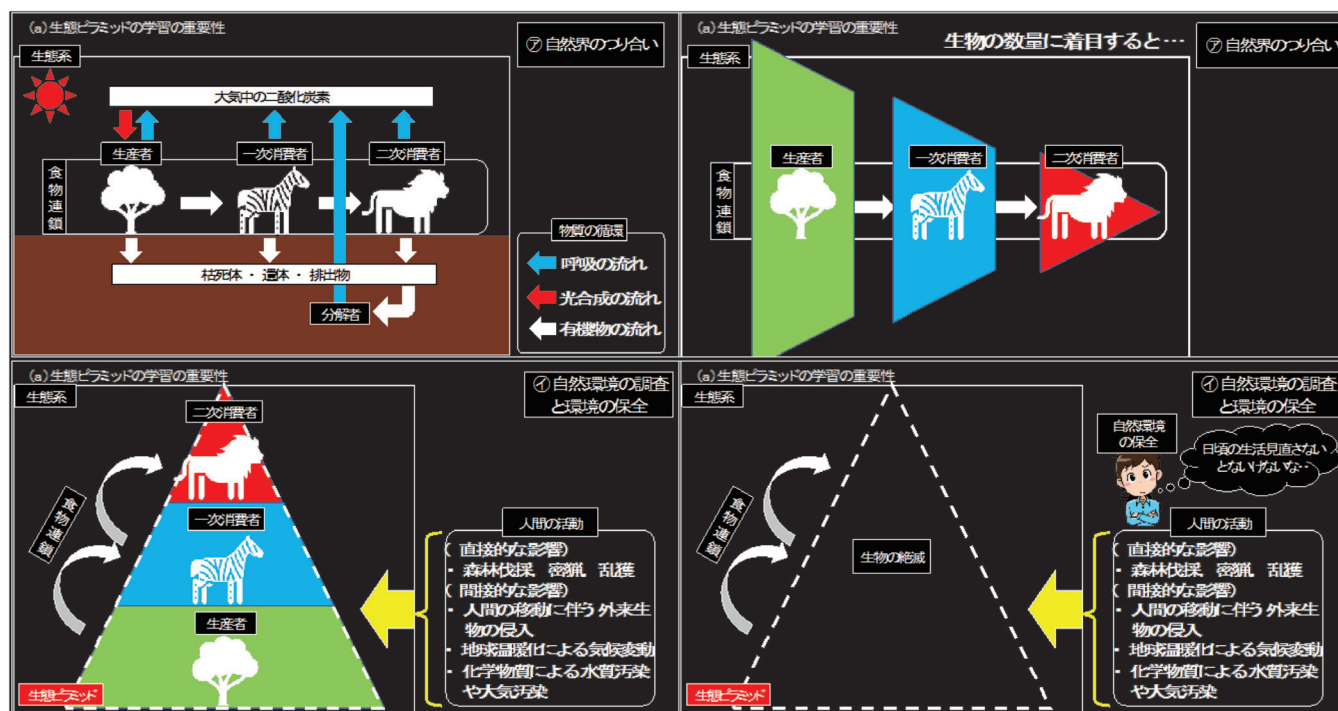 (a)生態ピラミッドの学習の重要性
㋐自然界のつり合い
生態系
大気中の二酸化炭素
生産者
一次消費者
二次消費者
食物連鎖
枯死体・遺体・排出物
分解者
物質の循環
呼吸の流れ
光合成の流れ
有機物の流れ
(a)生態ピラミッドの学習の重要性
生物の数量に着目すると…
㋐自然界のつり合い
生態系
生産者
一次消費者
二次消費者
食物連鎖
(a)生態ピラミッドの学習の重要性
㋑自然環境の調査
と環境の保全
生態系
二次消費者
一次消費者
生産者
食物連鎖
生態ピラミッド
人間の活動
(直接的な影響)
・森林伐採、密猟、乱獲
(間接的な影響)
・人間の移動に伴う外来生
物の侵入
・地球温暖化による気候変動
・化学物質による水質汚染
や大気汚染
(a)生態ピラミッドの学習の重要性
㋑自然環境の調査
と環境の保全
生態系
自然環境
の保全
日頃の生活見直さない
とないけないな…
食物連鎖
生物の絶滅
生態ピラミッド
人間の活動
(直接的な影響)
・森林伐採、密猟、乱獲
(間接的な影響)
・人間の移動に伴う外来生
物の侵入
・地球温暖化による気候変動
・化学物質による水質汚染
や大気汚染